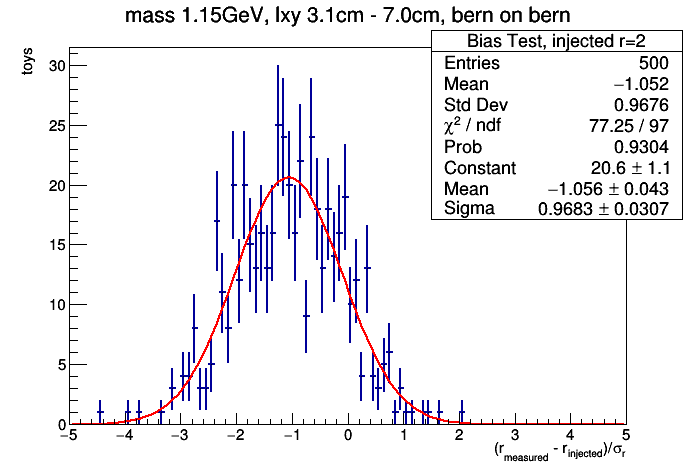 mass 1.15GeV, lxy 3.1cm - 7.0cm, bern on bern
Bias Test, injected r=2
Entries 500
Mean −1.052
Std Dev 0.9676
χ² / ndf 77.25 / 97
Prob 0.9304
Constant 20.6 ± 1.1
Mean −1.056 ± 0.043
Sigma 0.9683 ± 0.0307
toys
30
25
20
15
10
5
0
−5 −4 −3 −2 −1 0 1 2 3 4 5
(r_measured - r_injected)/σ_r